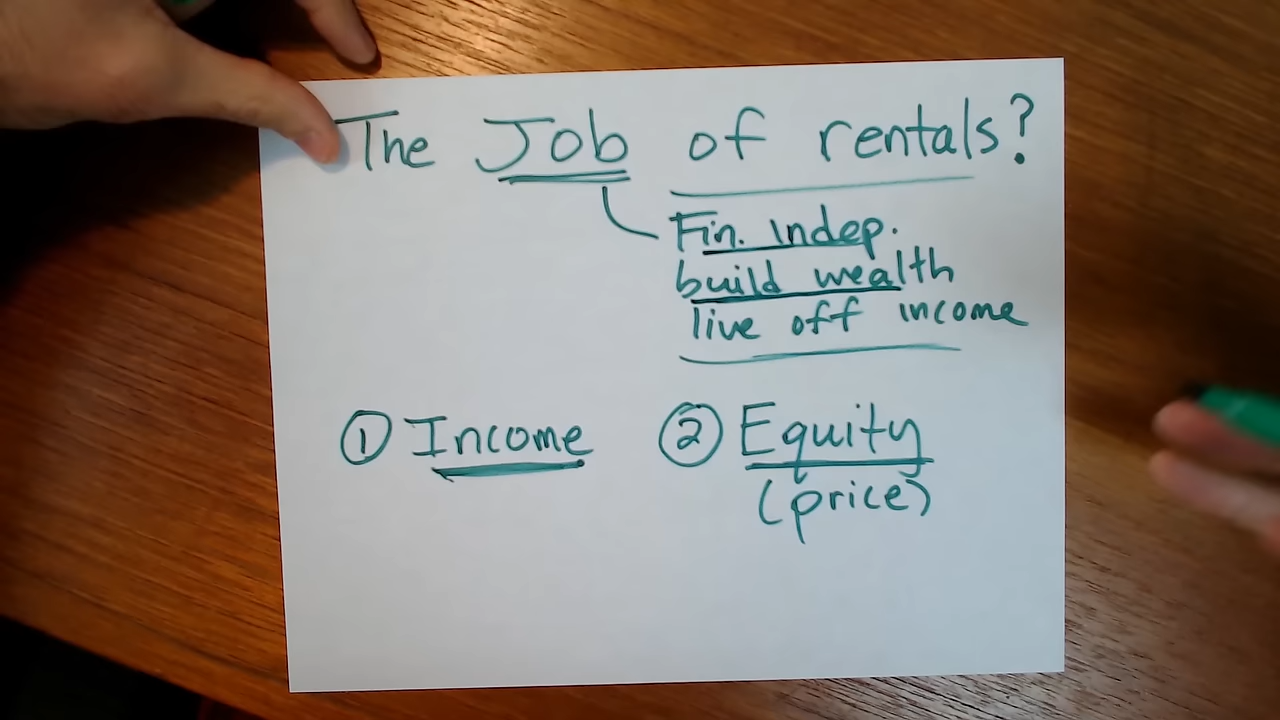 The Job of rentals?
Fin. indep.
build wealth
live off income
① Income ② Equity
(price)